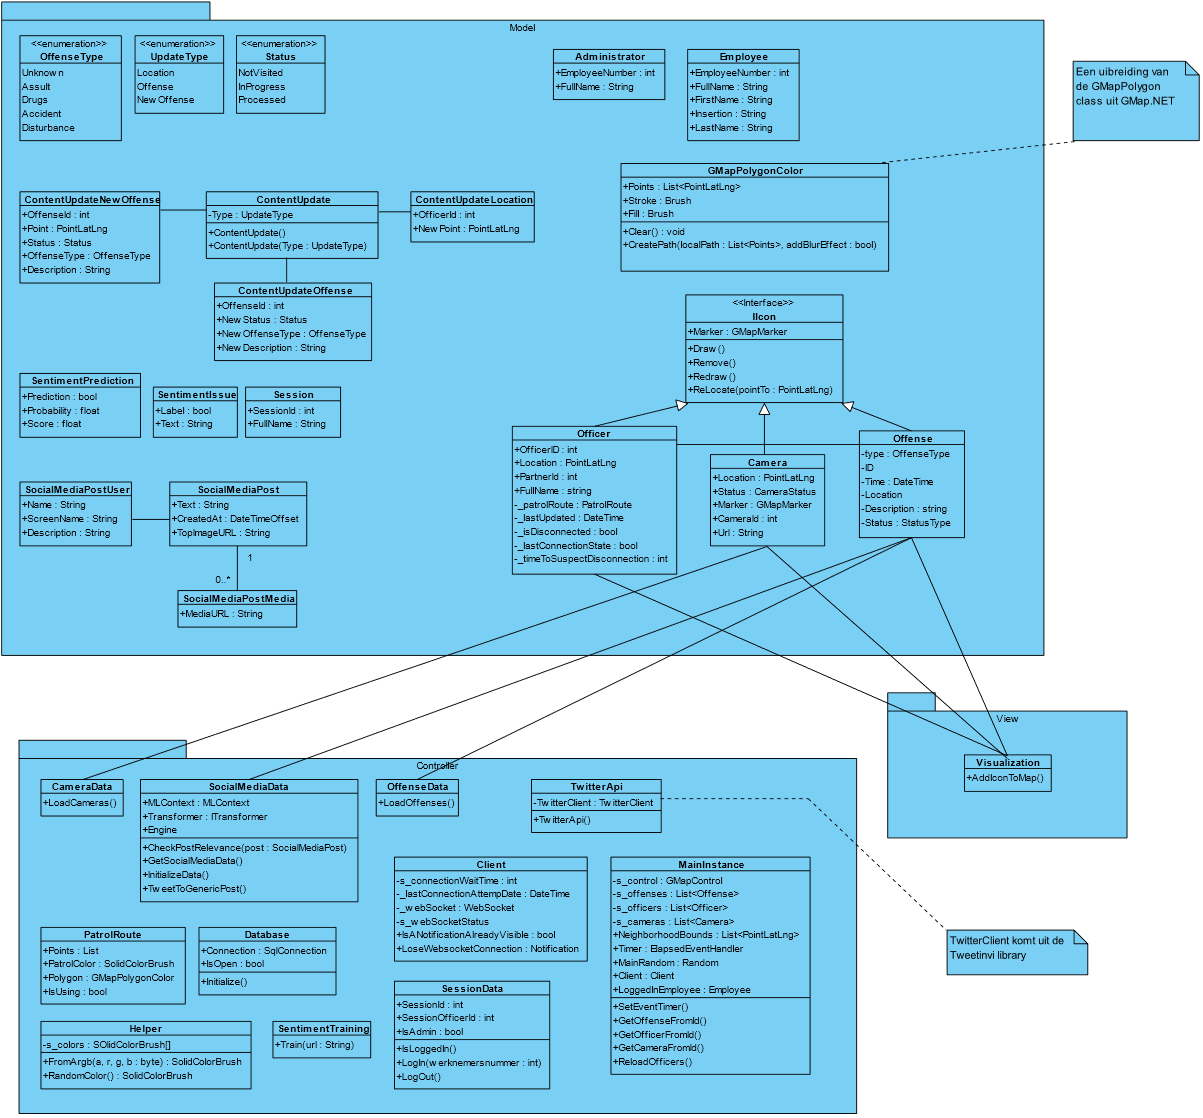 Model
<<enumeration>>
OffenseType
Unknown
Assult
Drugs
Accident
Disturbance
<<enumeration>>
UpdateType
Location
Offense
New Offense
<<enumeration>>
Status
NotVisited
InProgress
Processed
Administrator
+EmployeeNumber : int
+FullName : String
Employee
+EmployeeNumber : int
+FullName : String
+FirstName : String
+Insertion : String
+LastName : String
Een uibreiding van
de GMapPolygon
class uit GMap.NET
GMapPolygonColor
+Points : List<PointLatLng>
+Stroke : Brush
+Fill : Brush
+Clear() : void
+CreatePath(localPath : List<Points>, addBlurEffect : bool)
ContentUpdateNewOffense
+OffenseId : int
+Point : PointLatLng
+Status : Status
+OffenseType : OffenseType
+Description : String
ContentUpdate
-Type : UpdateType
+ContentUpdate()
+ContentUpdate(Type : UpdateType)
ContentUpdateLocation
+OfficerId : int
+NewPoint : PointLatLng
ContentUpdateOffense
+OffenseId : int
+NewStatus : Status
+NewOffenseType : OffenseType
+NewDescription : String
<<Interface>>
IIcon
+Marker : GMapMarker
+Draw()
+Remove()
+Redraw()
+ReLocate(pointTo : PointLatLng)
SentimentPrediction
+Prediction : bool
+Probability : float
+Score : float
SentimentIssue
+Label : bool
+Text : String
Session
+SessionId : int
+FullName : String
Officer
+OfficerID : int
+Location : PointLatLng
+PartnerId : int
+FullName : string
-_patrolRoute : PatrolRoute
-_lastUpdated : DateTime
-_isDisconnected : bool
-_lastConnectionState : bool
-_timeToSuspectDisconnection : int
Camera
+Location : PointLatLng
+Status : CameraStatus
+Marker : GMapMarker
+CameraId : int
+Url : String
Offense
-type : OffenseType
-ID
-Time : DateTime
-Location
-Description : string
-Status : StatusType
SocialMediaPostUser
+Name : String
+ScreenName : String
+Description : String
SocialMediaPost
+Text : String
+CreatedAt : DateTimeOffset
+TopImageURL : String
1
0..*
SocialMediaPostMedia
+MediaURL : String
View
Visualization
+AddIconToMap()
Controller
CameraData
+LoadCameras()
SocialMediaData
+MLContext : MLContext
+Transformer : ITransformer
+Engine
+CheckPostRelevance(post : SocialMediaPost)
+GetSocialMediaData()
+InitializeData()
+TweetToGenericPost()
OffenseData
+LoadOffenses()
TwitterApi
-TwitterClient : TwitterClient
+TwitterApi()
Client
-s_connectionWaitTime : int
-_lastConnectionAttempDate : DateTime
-_webSocket : WebSocket
-s_webSocketStatus
+IsANotificationAlreadyVisible : bool
+LoseWebsocketConnection : Notification
MainInstance
-s_control : GMapControl
-s_offenses : List<Offense>
-s_officers : List<Officer>
-s_cameras : List<Camera>
+NeighborhoodBounds : List<PointLatLng>
+Timer : ElapsedEventHandler
+MainRandom : Random
+Client : Client
+LoggedInEmployee : Employee
+SetEventTimer()
+GetOffenseFromId()
+GetOfficerFromId()
+GetCameraFromId()
+ReloadOfficers()
TwitterClient komt uit de
Tweetinvi library
PatrolRoute
+Points : List
+PatrolColor : SolidColorBrush
+Polygon : GMapPolygonColor
+IsUsing : bool
Database
+Connection : SqlConnection
+IsOpen : bool
+Initialize()
SessionData
+SessionId : int
+SessionOfficerId : int
+IsAdmin : bool
+IsLoggedIn()
+LogIn(werknemersnummer : int)
+LogOut()
Helper
-s_colors : SOlidColorBrush[]
+FromArgb(a, r, g, b : byte) : SolidColorBrush
+RandomColor() : SolidColorBrush
SentimentTraining
+Train(url : String)